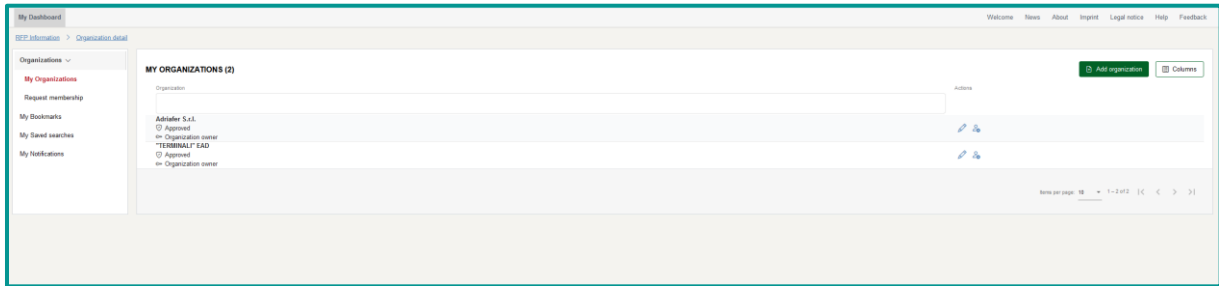 My Dashboard
Welcome News About Imprint Legal notice Help Feedback
RFP Information > Organization detail
Organizations
My Organizations
Request membership
My Bookmarks
My Saved searches
My Notifications
MY ORGANIZATIONS (2)
Add organization
Columns
Organization
Actions
Adriafer S.r.l.
Approved
Organization owner
"TERMINALI" EAD
Approved
Organization owner
Items per page: 10 1 – 2 of 2